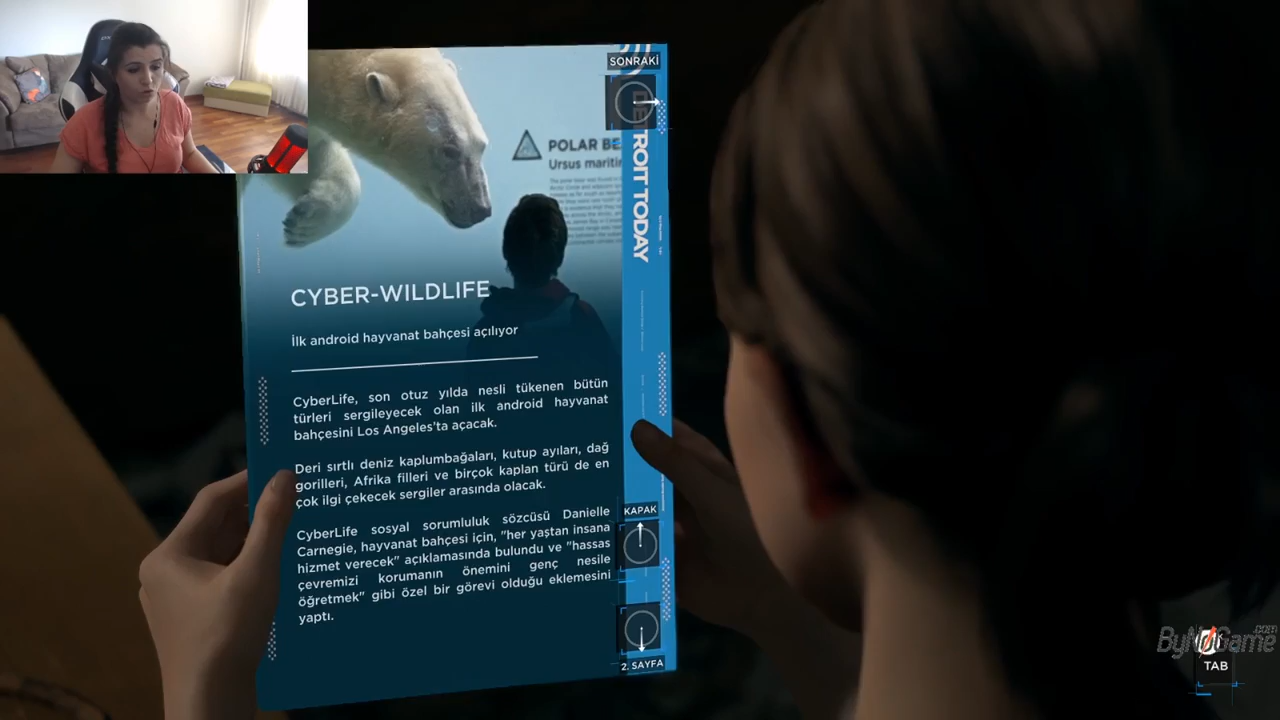 SONRAKİ
POLAR BE
Ursus mariti
DETROIT TODAY
CYBER-WILDLIFE
İlk android hayvanat bahçesi açılıyor
CyberLife, son otuz yılda nesli tükenen bütün
türleri sergileyecek olan ilk android hayvanat
bahçesini Los Angeles'ta açacak.
Deri sırtlı deniz kaplumbağaları, kutup ayıları, dağ
gorilleri, Afrika filleri ve birçok kaplan türü de en
çok ilgi çekecek sergiler arasında olacak.
CyberLife sosyal sorumluluk sözcüsü Danielle
Carnegie, hayvanat bahçesi için, "her yaştan insana
hizmet verecek" açıklamasında bulundu ve "hassas
çevremizi korumanın önemini genç nesile
öğretmek" gibi özel bir görevi olduğu eklemesini
yaptı.
KAPAK
2. SAYFA
ByNoGame.com
TAB